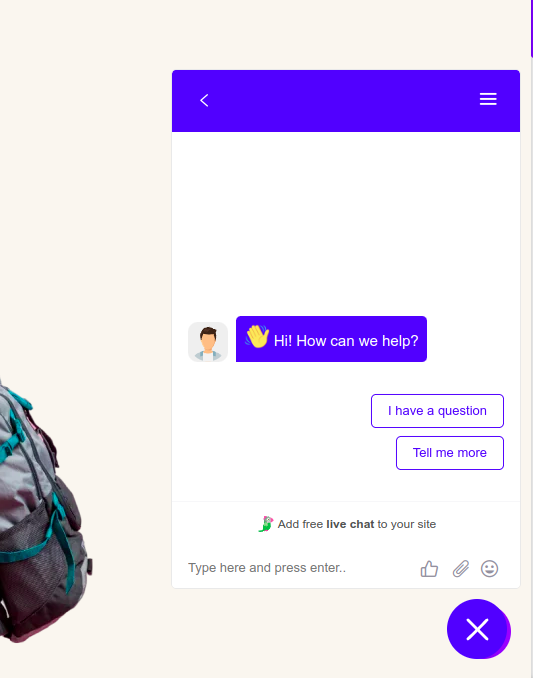 Hi! How can we help?
I have a question
Tell me more
Add free live chat to your site
Type here and press enter..